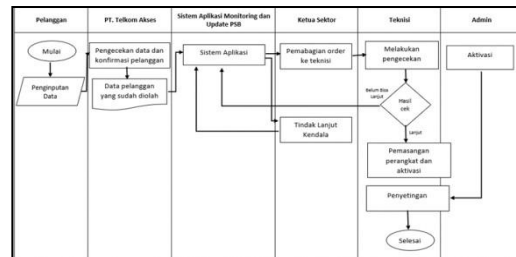 Pelanggan
PT. Telkom Akses
Sistem Aplikasi Monitoring dan
Update PSB
Ketua Sektor
Teknisi
Admin
Mulai
Penginputan
Data
Pengecekan data dan
konfirmasi pelanggan
Data pelanggan
yang sudah diolah
Sistem Aplikasi
Pemabagian order
ke teknisi
Tindak Lanjut
Kendala
Melakukan
pengecekan
Belum Bisa
Lanjut
Hasil
cek
Lanjut
Pemasangan
perangkat dan
aktivasi
Penyetingan
Selesai
Aktivasi